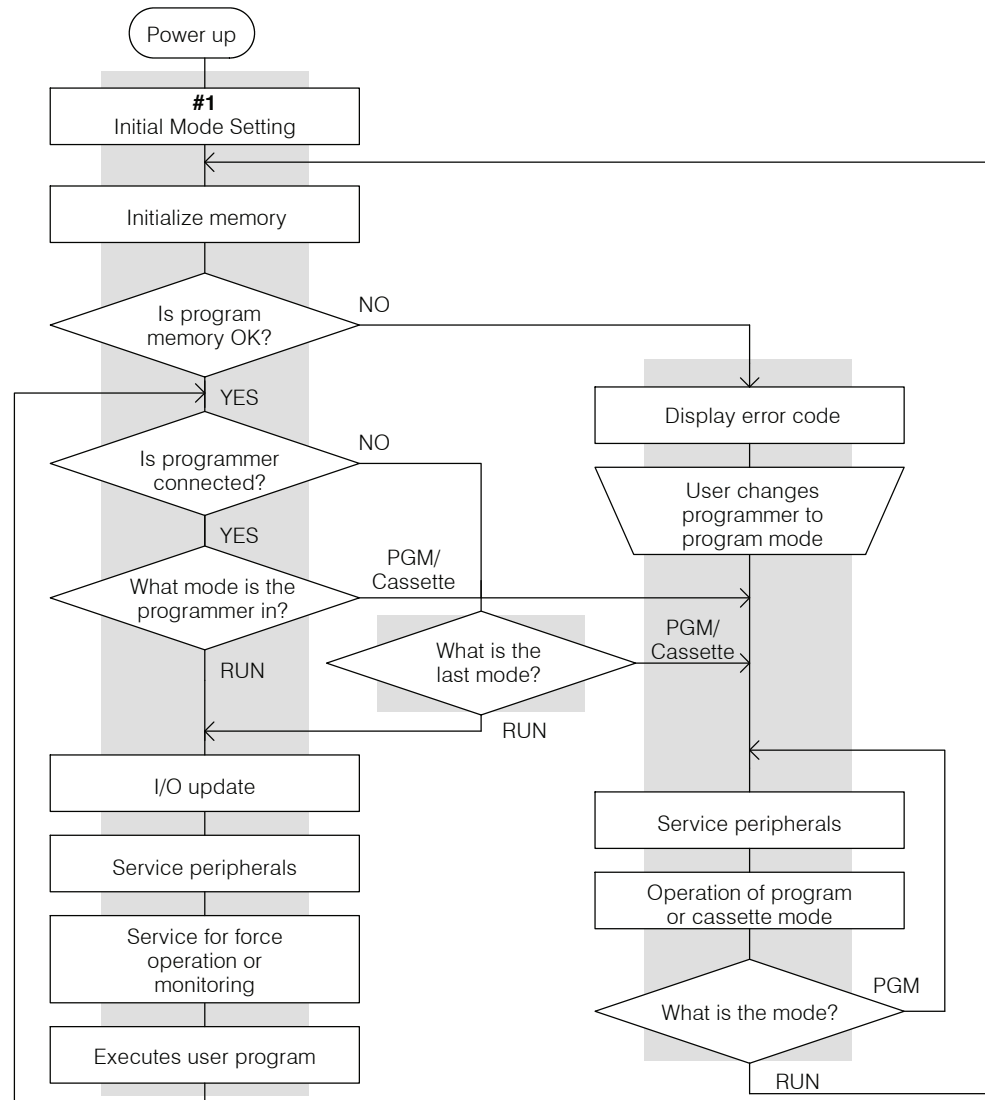 Power up
#1
Initial Mode Setting
Initialize memory
Is program
memory OK?
NO
YES
Display error code
Is programmer
connected?
NO
User changes
programmer to
program mode
YES
What mode is the
programmer in?
PGM/
Cassette
What is the
last mode?
PGM/
Cassette
RUN
RUN
I/O update
Service peripherals
Service peripherals
Operation of program
or cassette mode
Service for force
operation or
monitoring
What is the mode?
PGM
Executes user program
RUN